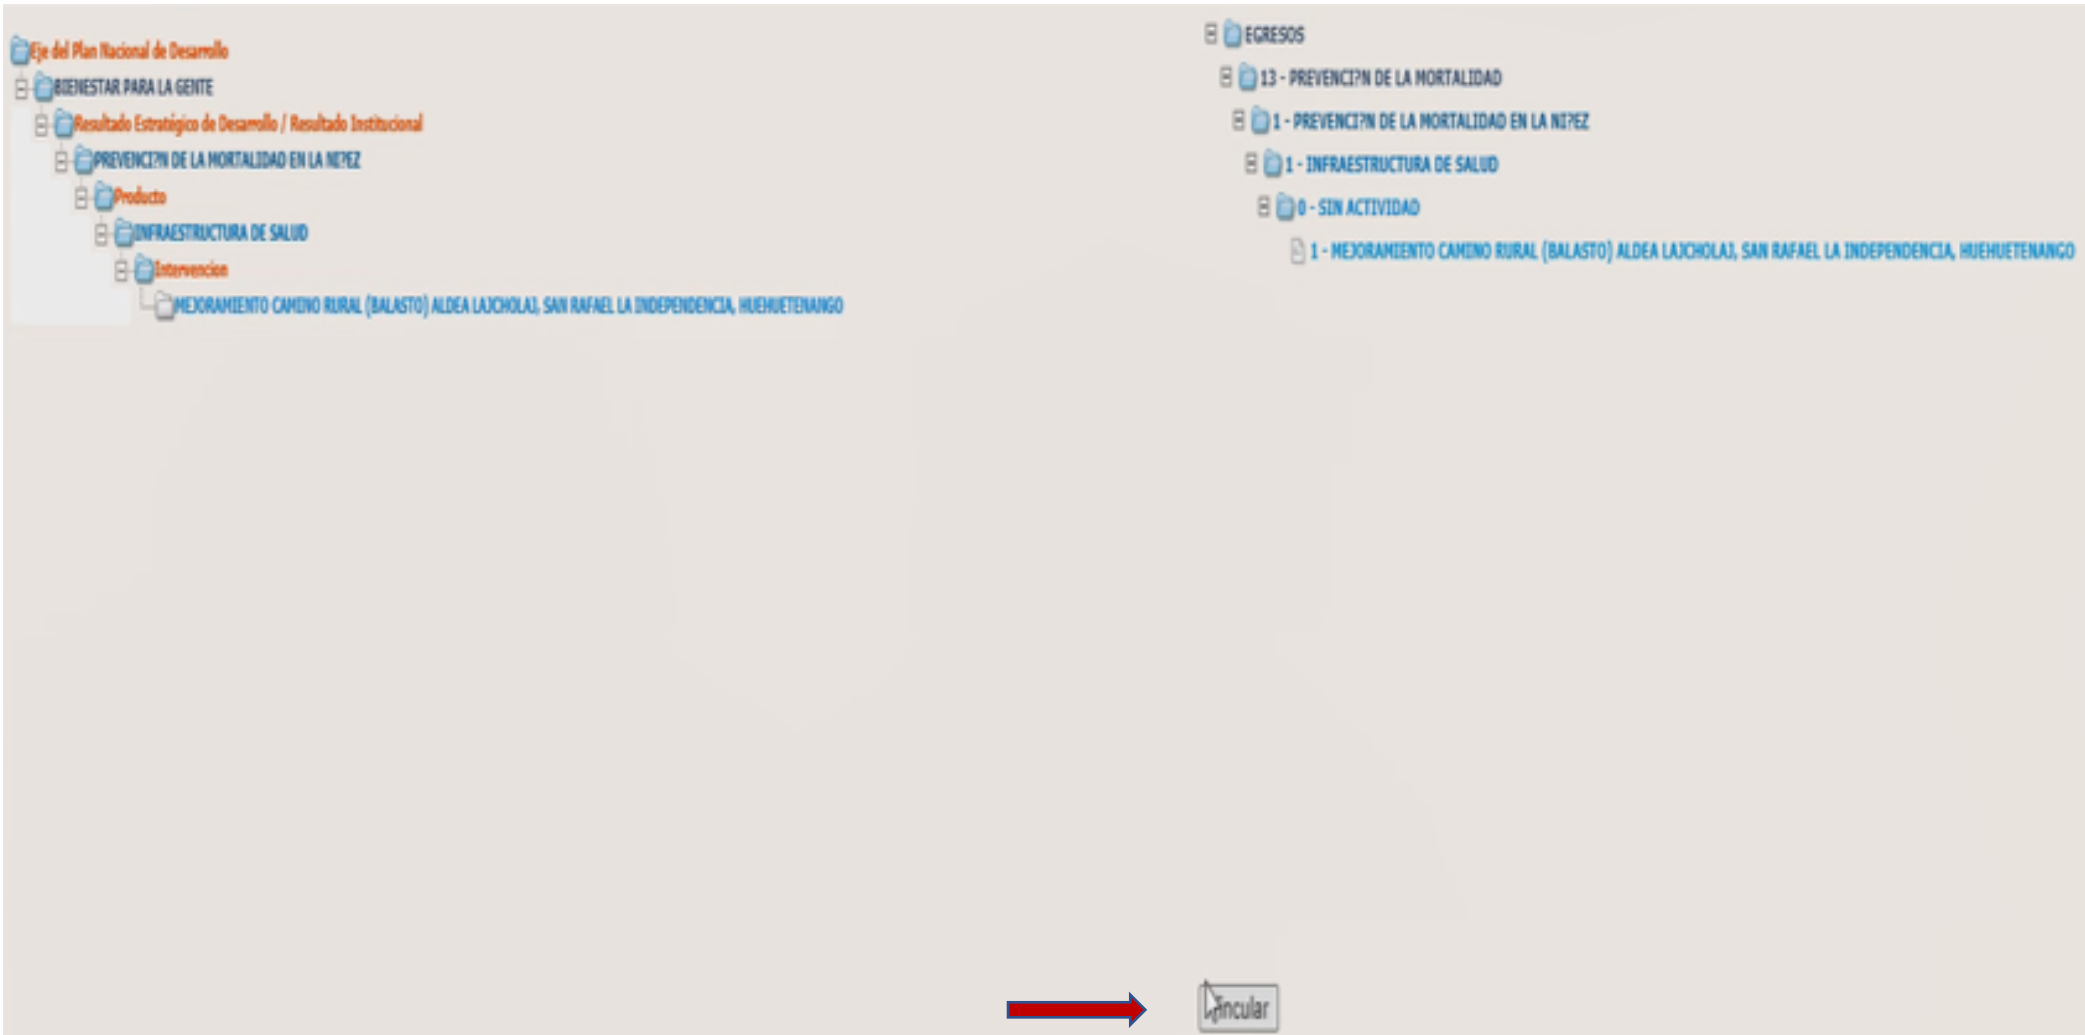 Eje del Plan Nacional de Desarrollo
BIENESTAR PARA LA GENTE
Resultado Estratégico de Desarrollo / Resultado Institucional
PREVENCI?N DE LA MORTALIDAD EN LA NI?EZ
Producto
INFRAESTRUCTURA DE SALUD
Intervencion
MEJORAMIENTO CAMINO RURAL (BALASTO) ALDEA LAJCHOLAJ, SAN RAFAEL LA INDEPENDENCIA, HUEHUETENANGO
EGRESOS
13 - PREVENCI?N DE LA MORTALIDAD
1 - PREVENCI?N DE LA MORTALIDAD EN LA NI?EZ
1 - INFRAESTRUCTURA DE SALUD
0 - SIN ACTIVIDAD
1 - MEJORAMIENTO CAMINO RURAL (BALASTO) ALDEA LAJCHOLAJ, SAN RAFAEL LA INDEPENDENCIA, HUEHUETENANGO
Vincular